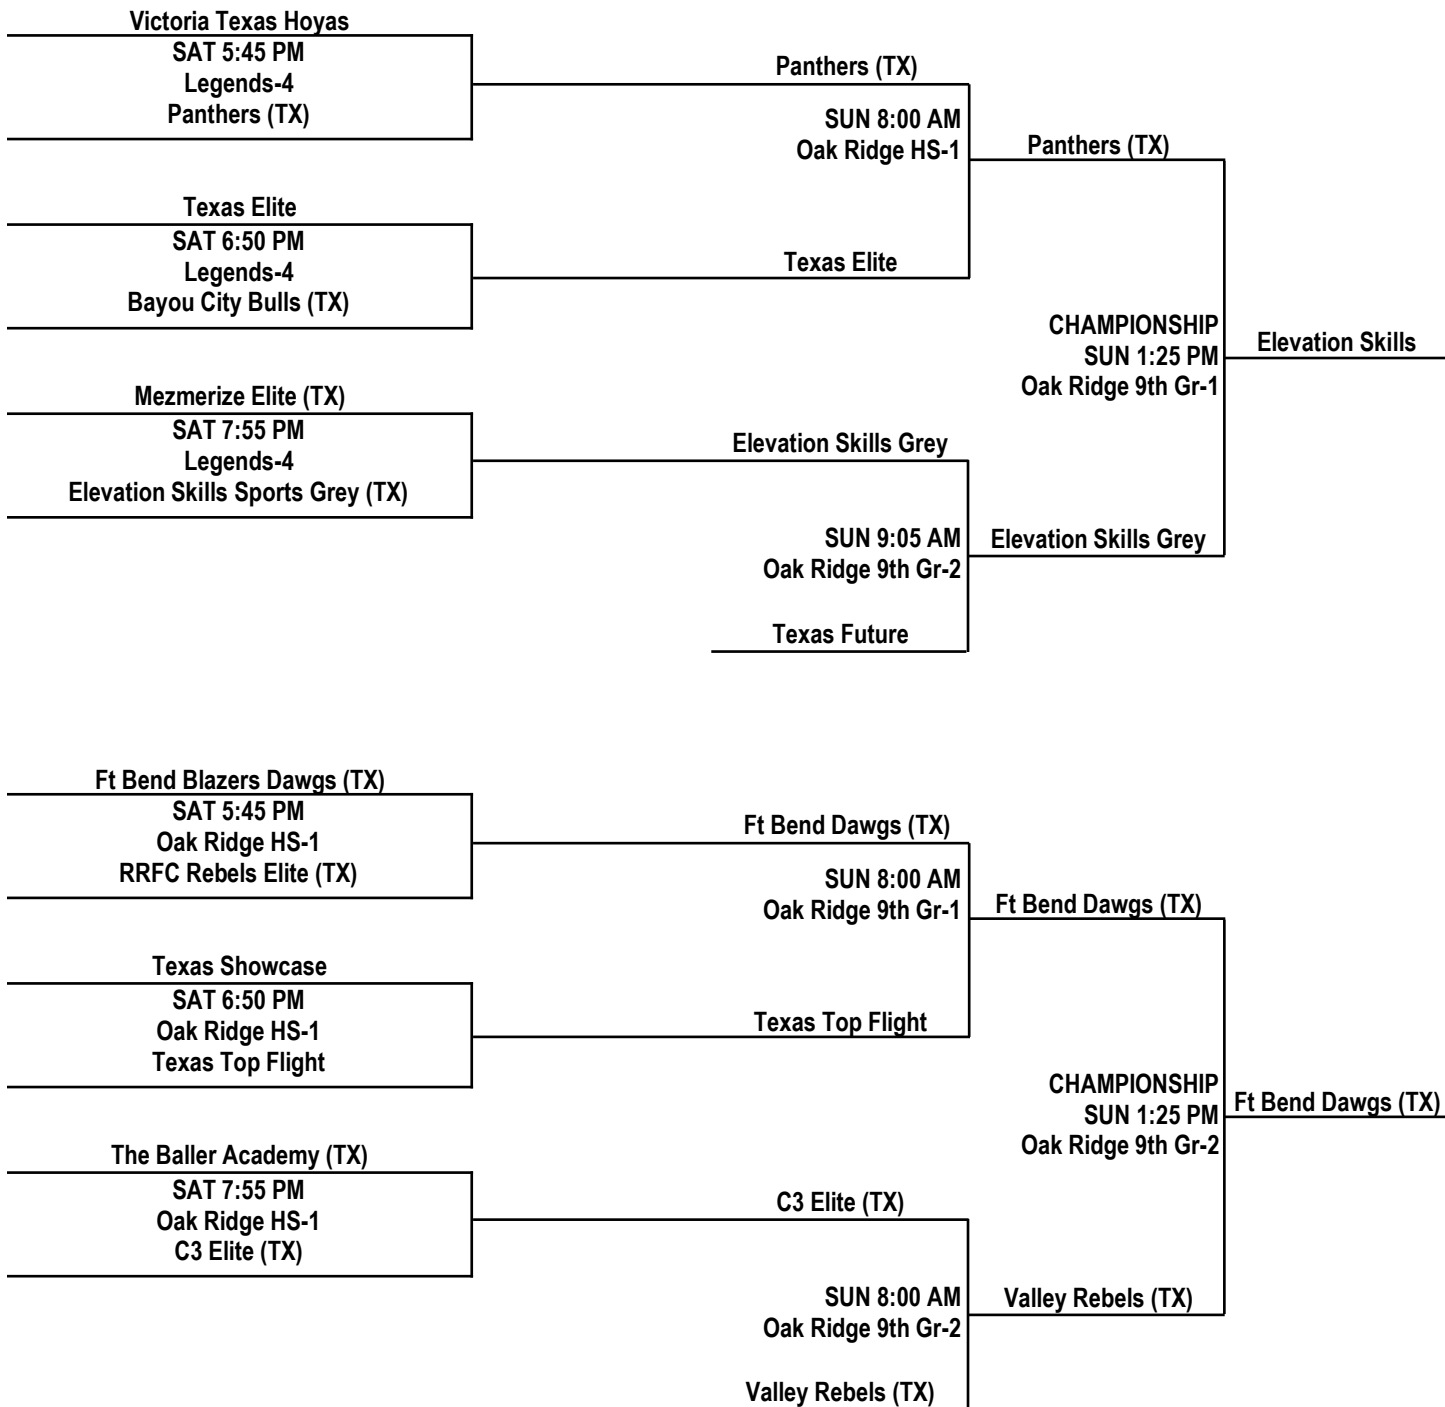 Victoria Texas Hoyas
SAT 5:45 PM
Legends-4
Panthers (TX)
Panthers (TX)
SUN 8:00 AM
Oak Ridge HS-1
Panthers (TX)
Texas Elite
SAT 6:50 PM
Legends-4
Bayou City Bulls (TX)
Texas Elite
CHAMPIONSHIP
SUN 1:25 PM
Oak Ridge 9th Gr-1
Elevation Skills
Mezmerize Elite (TX)
SAT 7:55 PM
Legends-4
Elevation Skills Sports Grey (TX)
Elevation Skills Grey
SUN 9:05 AM
Oak Ridge 9th Gr-2
Elevation Skills Grey
Texas Future
Ft Bend Blazers Dawgs (TX)
SAT 5:45 PM
Oak Ridge HS-1
RRFC Rebels Elite (TX)
Ft Bend Dawgs (TX)
SUN 8:00 AM
Oak Ridge 9th Gr-1
Ft Bend Dawgs (TX)
Texas Showcase
SAT 6:50 PM
Oak Ridge HS-1
Texas Top Flight
Texas Top Flight
CHAMPIONSHIP
SUN 1:25 PM
Oak Ridge 9th Gr-2
Ft Bend Dawgs (TX)
The Baller Academy (TX)
SAT 7:55 PM
Oak Ridge HS-1
C3 Elite (TX)
C3 Elite (TX)
SUN 8:00 AM
Oak Ridge 9th Gr-2
Valley Rebels (TX)
Valley Rebels (TX)